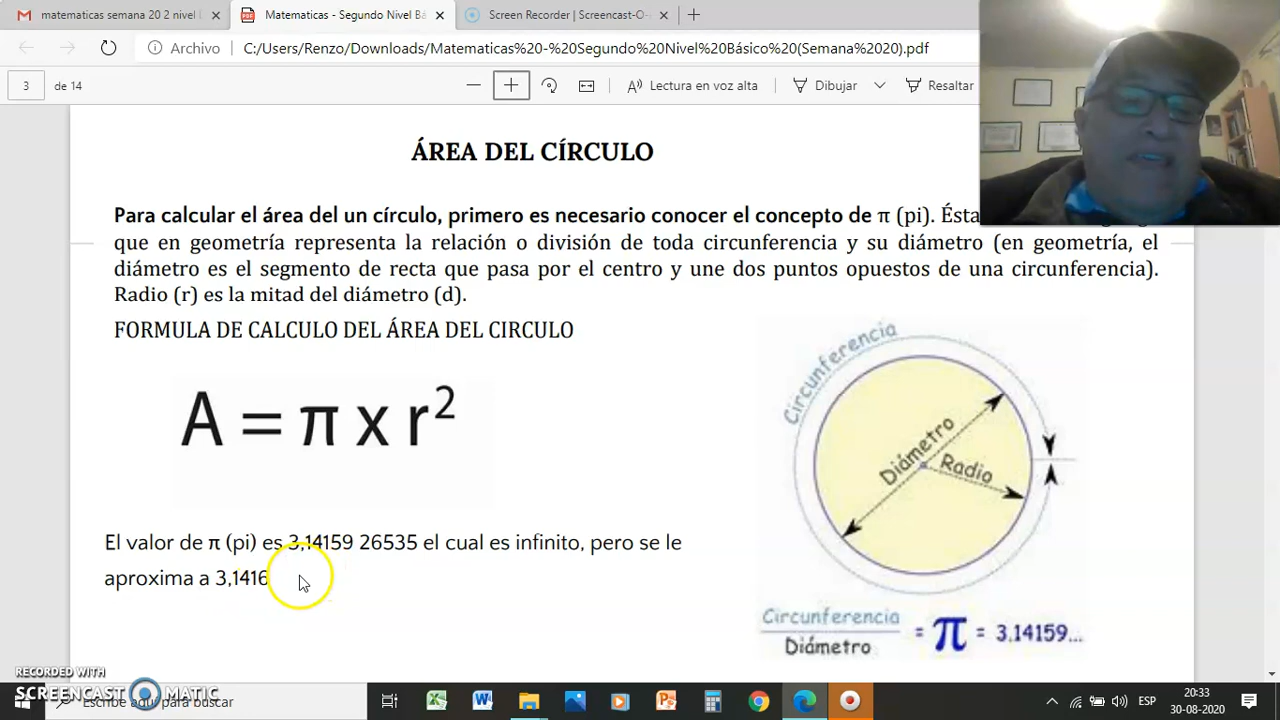 matematicas semana 20 2 nivel
Matematicas - Segundo Nivel Bá
Screen Recorder | Screencast-O-
Archivo
C:/Users/Renzo/Downloads/Matematicas%20-%20Segundo%20Nivel%20Básico%20(Semana%2020).pdf
3 de 14
Lectura en voz alta
Dibujar
Resaltar
ÁREA DEL CÍRCULO
Para calcular el área del un círculo, primero es necesario conocer el concepto de π (pi). Ésta
que en geometría representa la relación o división de toda circunferencia y su diámetro (en geometría, el
diámetro es el segmento de recta que pasa por el centro y une dos puntos opuestos de una circunferencia).
Radio (r) es la mitad del diámetro (d).
FORMULA DE CALCULO DEL ÁREA DEL CIRCULO
A = π x r²
Circunferencia
Diámetro
Radio
El valor de π (pi) es 3,14159 26535 el cual es infinito, pero se le
aproxima a 3,1416
Circunferencia
Diámetro
= π = 3.14159...
RECORDED WITH
SCREENCAST MATIC
Escribe aquí para buscar
ESP
20:33
30-08-2020